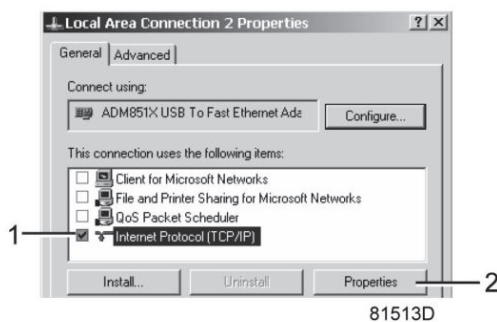 Local Area Connection 2 Properties
General Advanced
Connect using:
ADM851X USB To Fast Ethernet Ada
Configure...
This connection uses the following items:
Client for Microsoft Networks
File and Printer Sharing for Microsoft Networks
QoS Packet Scheduler
1 Internet Protocol (TCP/IP)
Install... Uninstall Properties 2
81513D